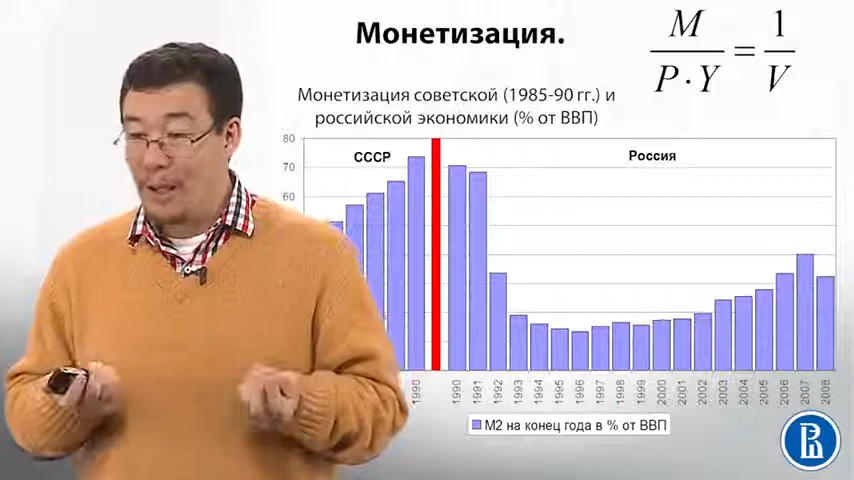 Монетизация.
M
P·Y
=
1
V
Монетизация советской (1985-90 гг.) и
российской экономики (% от ВВП)
80
70
60
СССР
Россия
1990
1990 1991 1992 1993 1994 1995 1996 1997 1998 1999 2000 2001 2002 2003 2004 2005 2006 2007 2008
М2 на конец года в % от ВВП